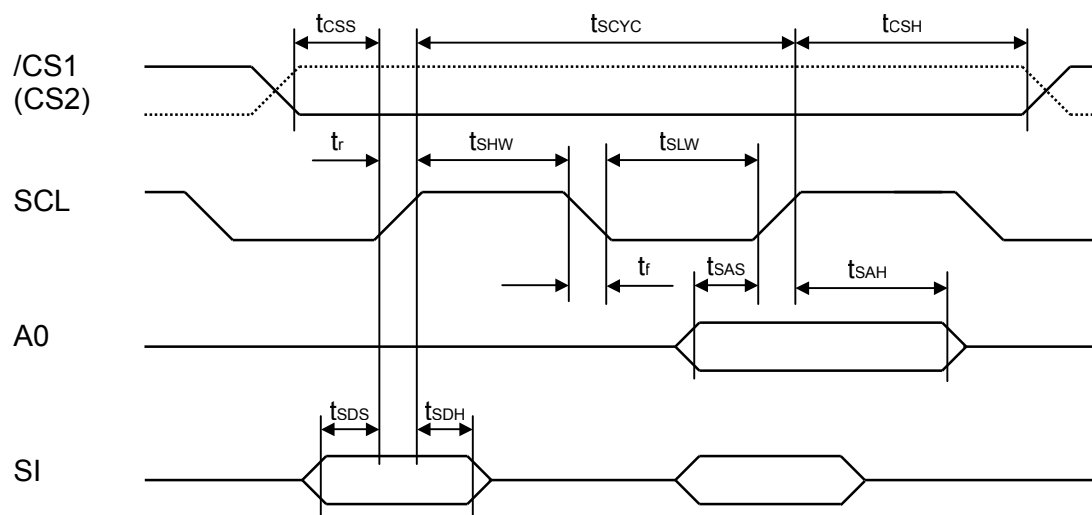 tCSS tSCYC tCSH
/CS1
(CS2)
tr tSHW tSLW
SCL
tf tSAS tSAH
A0
tSDS tSDH
SI